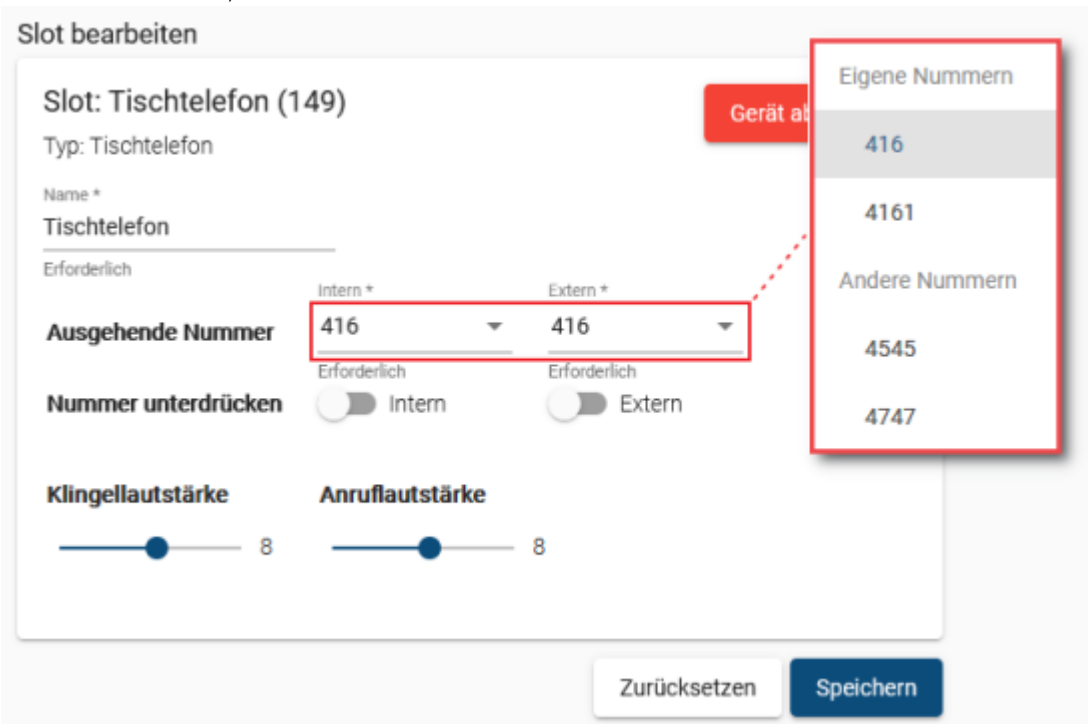 Slot bearbeiten
Slot: Tischtelefon (149)
Gerät
Typ: Tischtelefon
Name *
Tischtelefon
Erforderlich
Intern *
Extern *
Ausgehende Nummer
416
416
Erforderlich
Erforderlich
Nummer unterdrücken
Intern
Extern
Klingellautstärke
Anruflautstärke
8
8
Eigene Nummern
416
4161
Andere Nummern
4545
4747
Zurücksetzen
Speichern